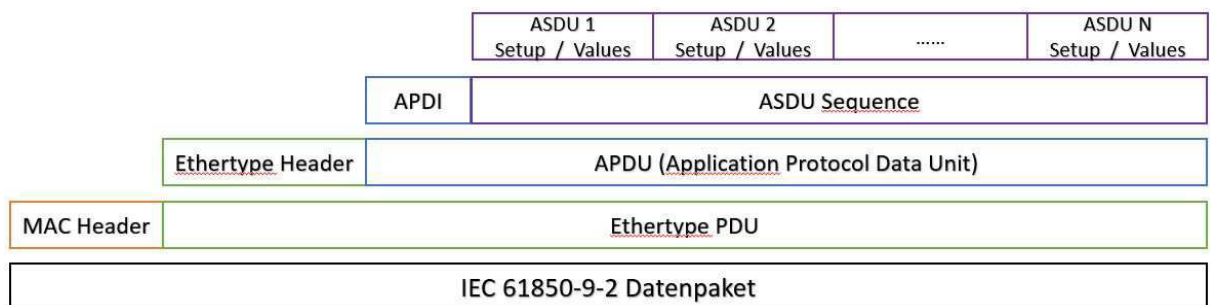 ASDU 1
Setup / Values
ASDU 2
Setup / Values
......
ASDU N
Setup / Values
APDI
ASDU Sequence
Ethertype Header
APDU (Application Protocol Data Unit)
MAC Header
Ethertype PDU
IEC 61850-9-2 Datenpaket